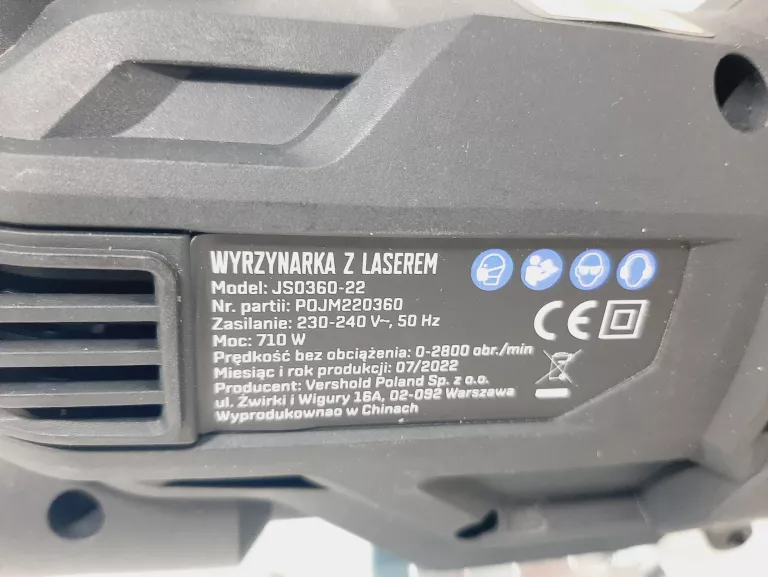 WYRZYNARKA Z LASEREM
Model: JS0360-22
Nr. partii: POJM220360
Zasilanie: 230-240 V~, 50 Hz
Moc: 710 W
Prędkość bez obciążenia: 0-2800 obr./min
Miesiąc i rok produkcji: 07/2022
Producent: Vershold Poland Sp. z o.o.
ul. Żwirki i Wigury 16A, 02-092 Warszawa
Wyprodukownao w Chinach
CE